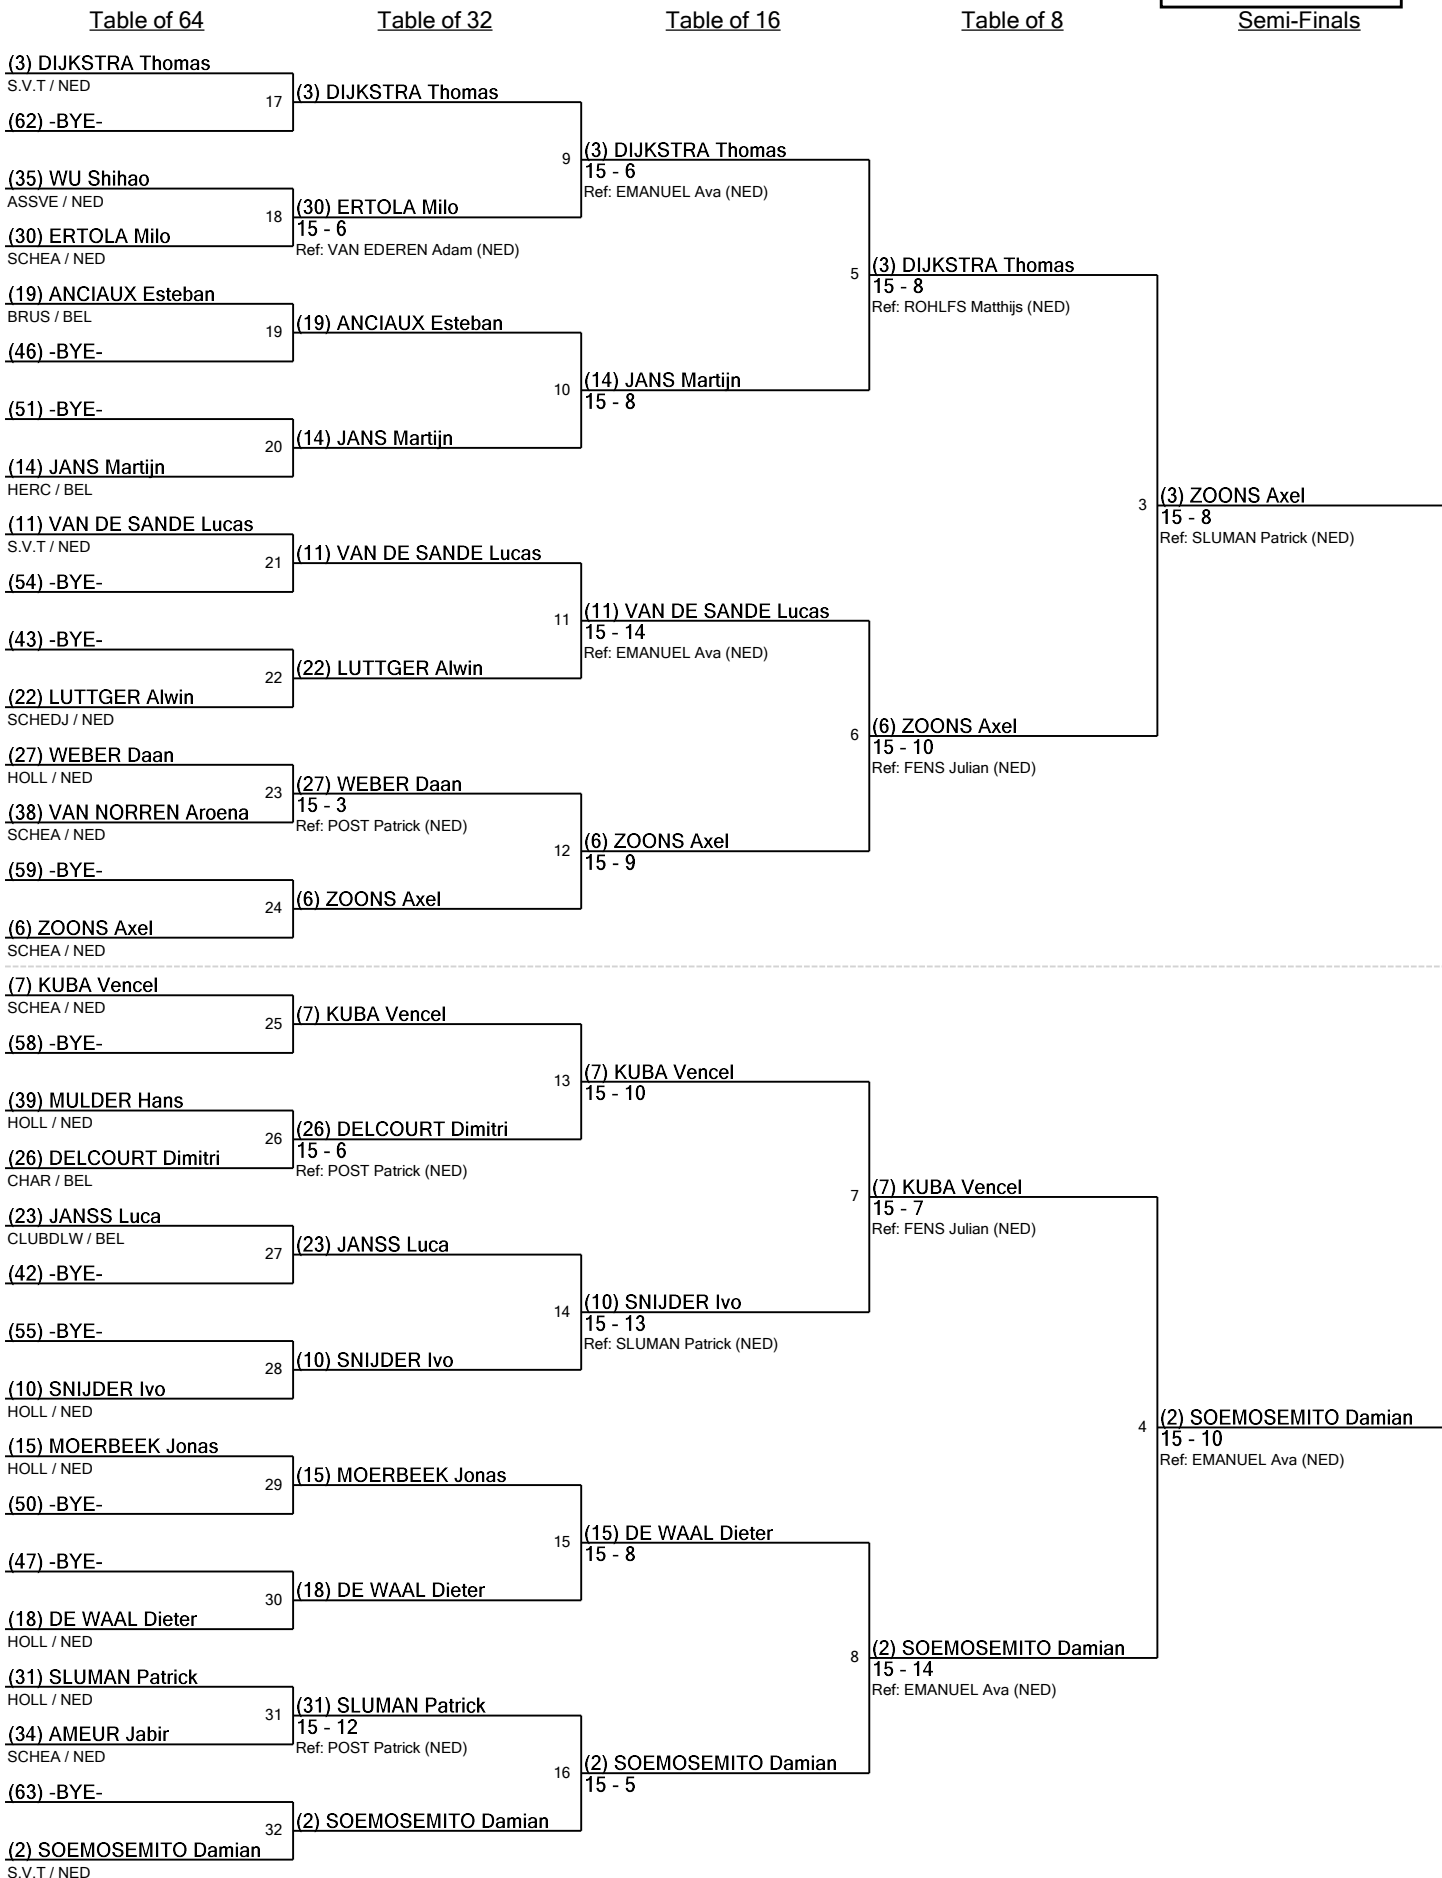 Table of 64
Table of 32
Table of 16
Table of 8
Semi-Finals
(3) DIJKSTRA Thomas
S.V.T / NED
17
(62) -BYE-
(35) WU Shihao
ASSVE / NED
18
(30) ERTOLA Milo
SCHEA / NED
(19) ANCIAUX Esteban
BRUS / BEL
19
(46) -BYE-
(51) -BYE-
20
(14) JANS Martijn
HERC / BEL
(11) VAN DE SANDE Lucas
S.V.T / NED
21
(54) -BYE-
(43) -BYE-
22
(22) LUTTGER Alwin
SCHEDJ / NED
(27) WEBER Daan
HOLL / NED
23
(38) VAN NORREN Aroena
SCHEA / NED
(59) -BYE-
24
(6) ZOONS Axel
SCHEA / NED
(7) KUBA Vencel
SCHEA / NED
25
(58) -BYE-
(39) MULDER Hans
HOLL / NED
26
(26) DELCOURT Dimitri
CHAR / BEL
(23) JANSS Luca
CLUBDLW / BEL
27
(42) -BYE-
(55) -BYE-
28
(10) SNIJDER Ivo
HOLL / NED
(15) MOERBEEK Jonas
HOLL / NED
29
(50) -BYE-
(47) -BYE-
30
(18) DE WAAL Dieter
HOLL / NED
(31) SLUMAN Patrick
HOLL / NED
31
(34) AMEUR Jabir
SCHEA / NED
(63) -BYE-
32
(2) SOEMOSEMITO Damian
S.V.T / NED
(3) DIJKSTRA Thomas
9
(30) ERTOLA Milo
15 - 6
Ref: VAN EDEREN Adam (NED)
(19) ANCIAUX Esteban
10
(14) JANS Martijn
(11) VAN DE SANDE Lucas
11
(22) LUTTGER Alwin
(27) WEBER Daan
15 - 3
Ref: POST Patrick (NED)
12
(6) ZOONS Axel
(7) KUBA Vencel
13
(26) DELCOURT Dimitri
15 - 6
Ref: POST Patrick (NED)
(23) JANSS Luca
14
(10) SNIJDER Ivo
(15) MOERBEEK Jonas
15
(18) DE WAAL Dieter
(31) SLUMAN Patrick
15 - 12
Ref: POST Patrick (NED)
16
(2) SOEMOSEMITO Damian
(3) DIJKSTRA Thomas
15 - 6
Ref: EMANUEL Ava (NED)
5
(14) JANS Martijn
15 - 8
(11) VAN DE SANDE Lucas
15 - 14
Ref: EMANUEL Ava (NED)
6
(6) ZOONS Axel
15 - 9
(7) KUBA Vencel
15 - 10
7
(10) SNIJDER Ivo
15 - 13
Ref: SLUMAN Patrick (NED)
(15) DE WAAL Dieter
15 - 8
8
(2) SOEMOSEMITO Damian
15 - 5
(3) DIJKSTRA Thomas
15 - 8
Ref: ROHLFS Matthijs (NED)
3
(6) ZOONS Axel
15 - 10
Ref: FENS Julian (NED)
(7) KUBA Vencel
15 - 7
Ref: FENS Julian (NED)
4
(2) SOEMOSEMITO Damian
15 - 14
Ref: EMANUEL Ava (NED)
(3) ZOONS Axel
15 - 8
Ref: SLUMAN Patrick (NED)
(2) SOEMOSEMITO Damian
15 - 10
Ref: EMANUEL Ava (NED)